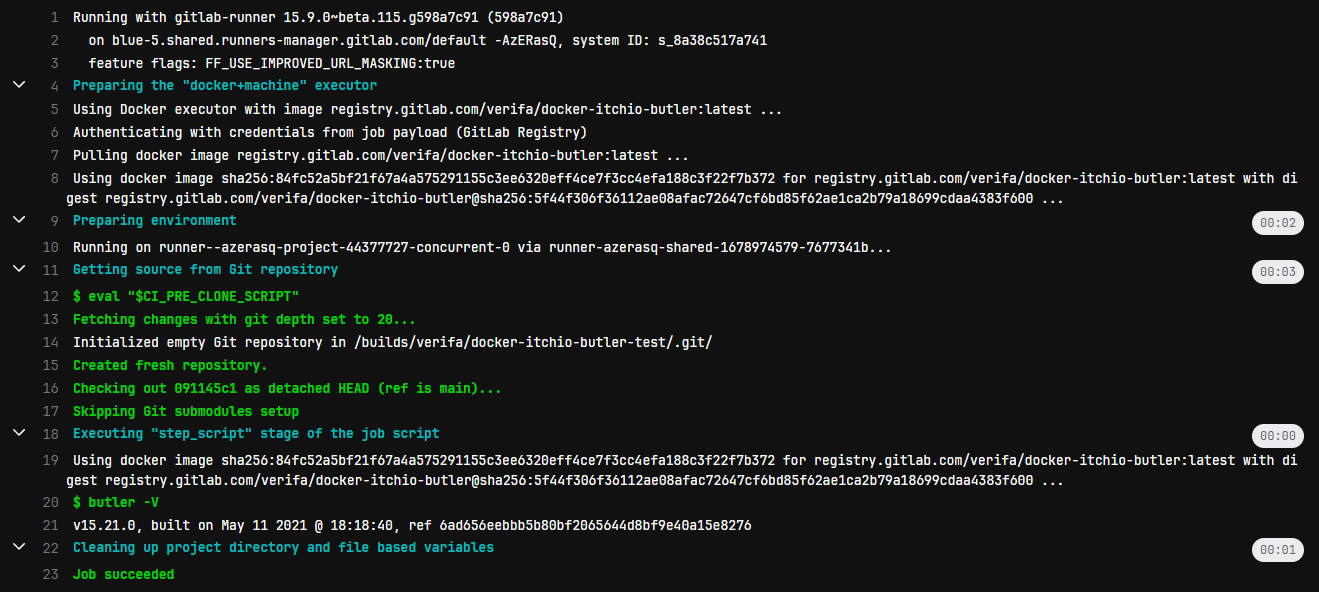 1 Running with gitlab-runner 15.9.0~beta.115.g598a7c91 (598a7c91)
2 on blue-5.shared.runners-manager.gitlab.com/default -AzERasQ, system ID: s_8a38c517a741
3 feature flags: FF_USE_IMPROVED_URL_MASKING:true
4 Preparing the "docker+machine" executor
5 Using Docker executor with image registry.gitlab.com/verifa/docker-itchio-butler:latest ...
6 Authenticating with credentials from job payload (GitLab Registry)
7 Pulling docker image registry.gitlab.com/verifa/docker-itchio-butler:latest ...
8 Using docker image sha256:84fc52a5bf21f67a4a575291155c3ee6320eff4ce7f3cc4efa188c3f22f7b372 for registry.gitlab.com/verifa/docker-itchio-butler:latest with di
gest registry.gitlab.com/verifa/docker-itchio-butler@sha256:5f44f306f36112ae08afac72647cf6bd85f62ae1ca2b79a18699cdaa4383f600 ...
9 Preparing environment 00:02
10 Running on runner--azerasq-project-44377727-concurrent-0 via runner-azerasq-shared-1678974579-7677341b...
11 Getting source from Git repository 00:03
12 $ eval "$CI_PRE_CLONE_SCRIPT"
13 Fetching changes with git depth set to 20...
14 Initialized empty Git repository in /builds/verifa/docker-itchio-butler-test/.git/
15 Created fresh repository.
16 Checking out 091145c1 as detached HEAD (ref is main)...
17 Skipping Git submodules setup
18 Executing "step_script" stage of the job script 00:00
19 Using docker image sha256:84fc52a5bf21f67a4a575291155c3ee6320eff4ce7f3cc4efa188c3f22f7b372 for registry.gitlab.com/verifa/docker-itchio-butler:latest with di
gest registry.gitlab.com/verifa/docker-itchio-butler@sha256:5f44f306f36112ae08afac72647cf6bd85f62ae1ca2b79a18699cdaa4383f600 ...
20 $ butler -V
21 v15.21.0, built on May 11 2021 @ 18:18:40, ref 6ad656eebbb5b80bf2065644d8bf9e40a15e8276
22 Cleaning up project directory and file based variables 00:01
23 Job succeeded